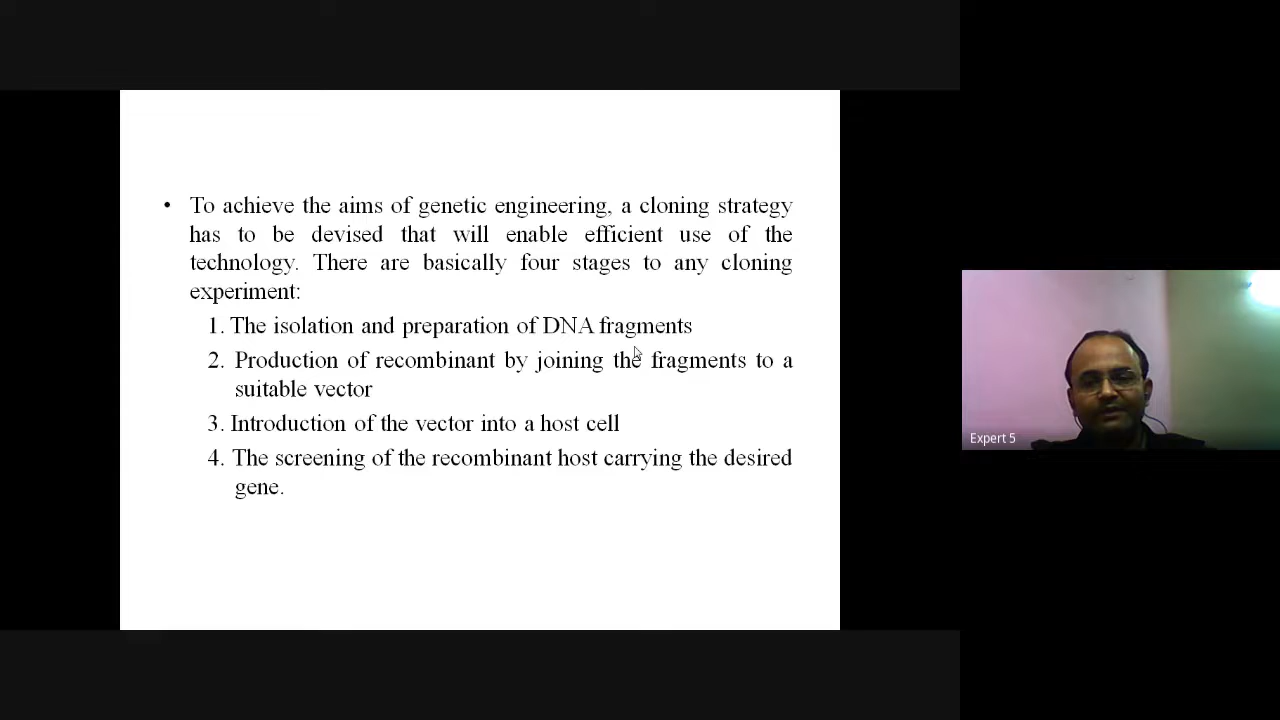 • To achieve the aims of genetic engineering, a cloning strategy
has to be devised that will enable efficient use of the
technology. There are basically four stages to any cloning
experiment:
1. The isolation and preparation of DNA fragments
2. Production of recombinant by joining the fragments to a
suitable vector
3. Introduction of the vector into a host cell
4. The screening of the recombinant host carrying the desired
gene.
Expert 5